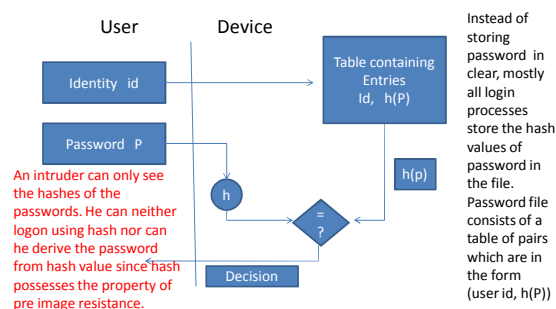 User
Device
Identity id
Table containing
Entries
Id, h(P)
Password P
h
h(p)
=
?
Decision
An intruder can only see
the hashes of the
passwords. He can neither
logon using hash nor can
he derive the password
from hash value since hash
possesses the property of
pre image resistance.
Instead of
storing
password in
clear, mostly
all login
processes
store the hash
values of
password in
the file.
Password file
consists of a
table of pairs
which are in
the form
(user id, h(P))